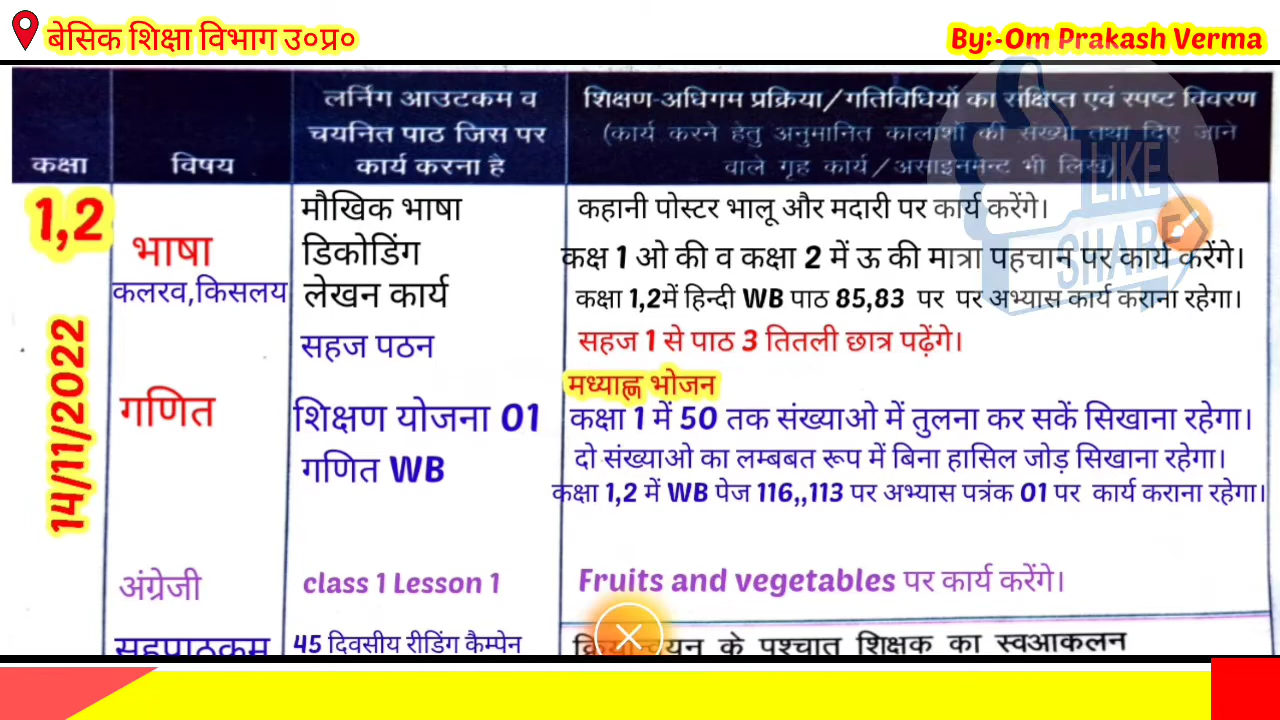 बेसिक शिक्षा विभाग उ०प्र०
By:-Om Prakash Verma
कक्षा
विषय
लर्निग आउटकम व
चयनित पाठ जिस पर
कार्य करना है
शिक्षण-अधिगम प्रक्रिया/गतिविधियों का संक्षिप्त एवं स्पष्ट विवरण
(कार्य करने हेतु अनुमानित कालाशों की संख्या तथा दिए जाने
वाले गृह कार्य/असाइनमेन्ट भी लिखें)
1,2
14/11/2022
भाषा
कलरव,किसलय
मौखिक भाषा
कहानी पोस्टर भालू और मदारी पर कार्य करेंगे।
डिकोडिंग
कक्ष 1 ओ की व कक्षा 2 में ऊ की मात्रा पहचान पर कार्य करेंगे।
लेखन कार्य
कक्षा 1,2में हिन्दी WB पाठ 85,83 पर पर अभ्यास कार्य कराना रहेगा।
सहज पठन
सहज 1 से पाठ 3 तितली छात्र पढ़ेंगे।
मध्याह्ण भोजन
गणित
शिक्षण योजना 01
कक्षा 1 में 50 तक संख्याओ में तुलना कर सकें सिखाना रहेगा।
गणित WB
दो संख्याओ का लम्बबत रूप में बिना हासिल जोड़ सिखाना रहेगा।
कक्षा 1,2 में WB पेज 116,,113 पर अभ्यास पत्रंक 01 पर कार्य कराना रहेगा।
अंग्रेजी
class 1 Lesson 1
Fruits and vegetables पर कार्य करेंगे।
सहपाठकम
45 दिवसीय रीडिंग कैम्पेन
क्रियान्वयन के पश्चात शिक्षक का स्वआकलन
LIKE
SHARE